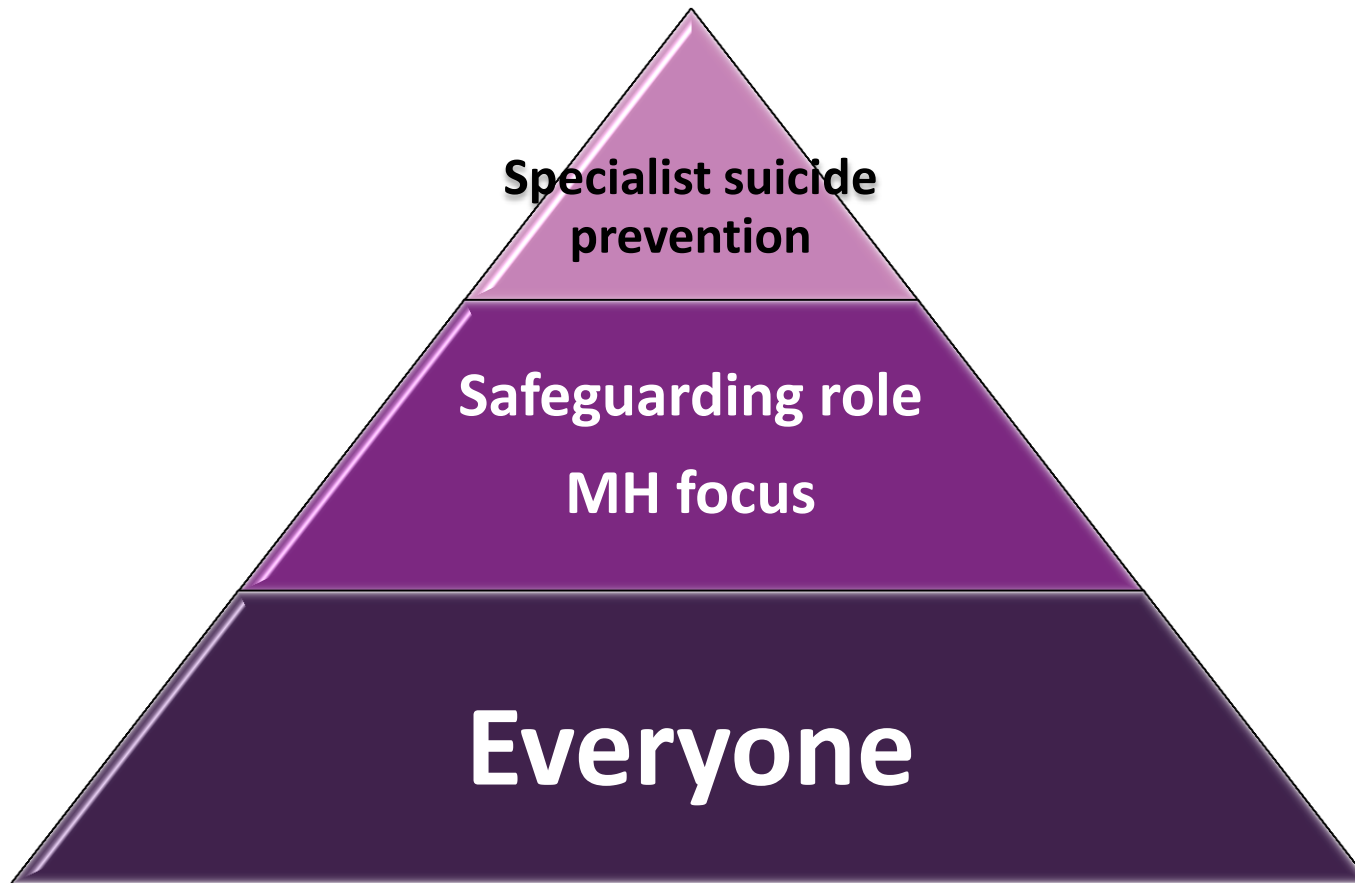 Specialist suicide
prevention
Safeguarding role
MH focus
Everyone